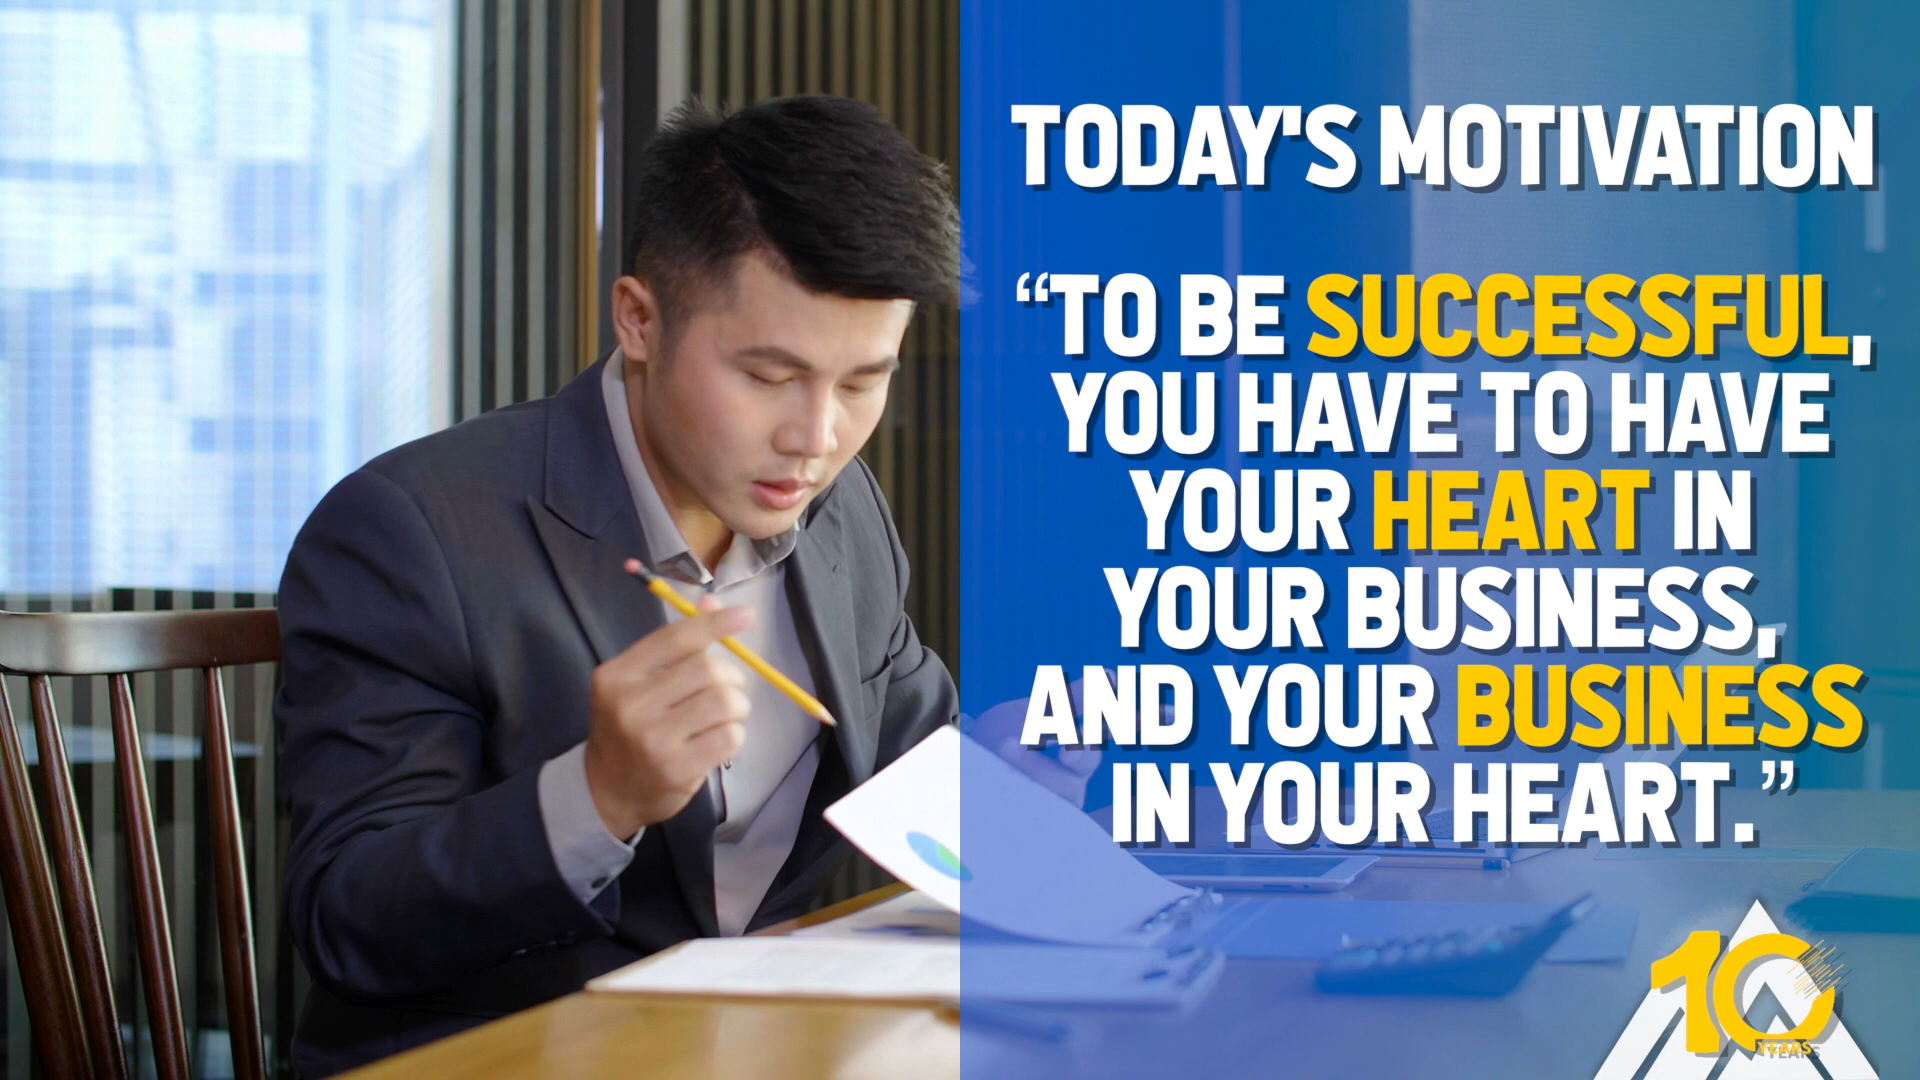 TODAY'S MOTIVATION
“TO BE SUCCESSFUL,
YOU HAVE TO HAVE
YOUR HEART IN
YOUR BUSINESS,
AND YOUR BUSINESS
IN YOUR HEART.”
10
YEARS